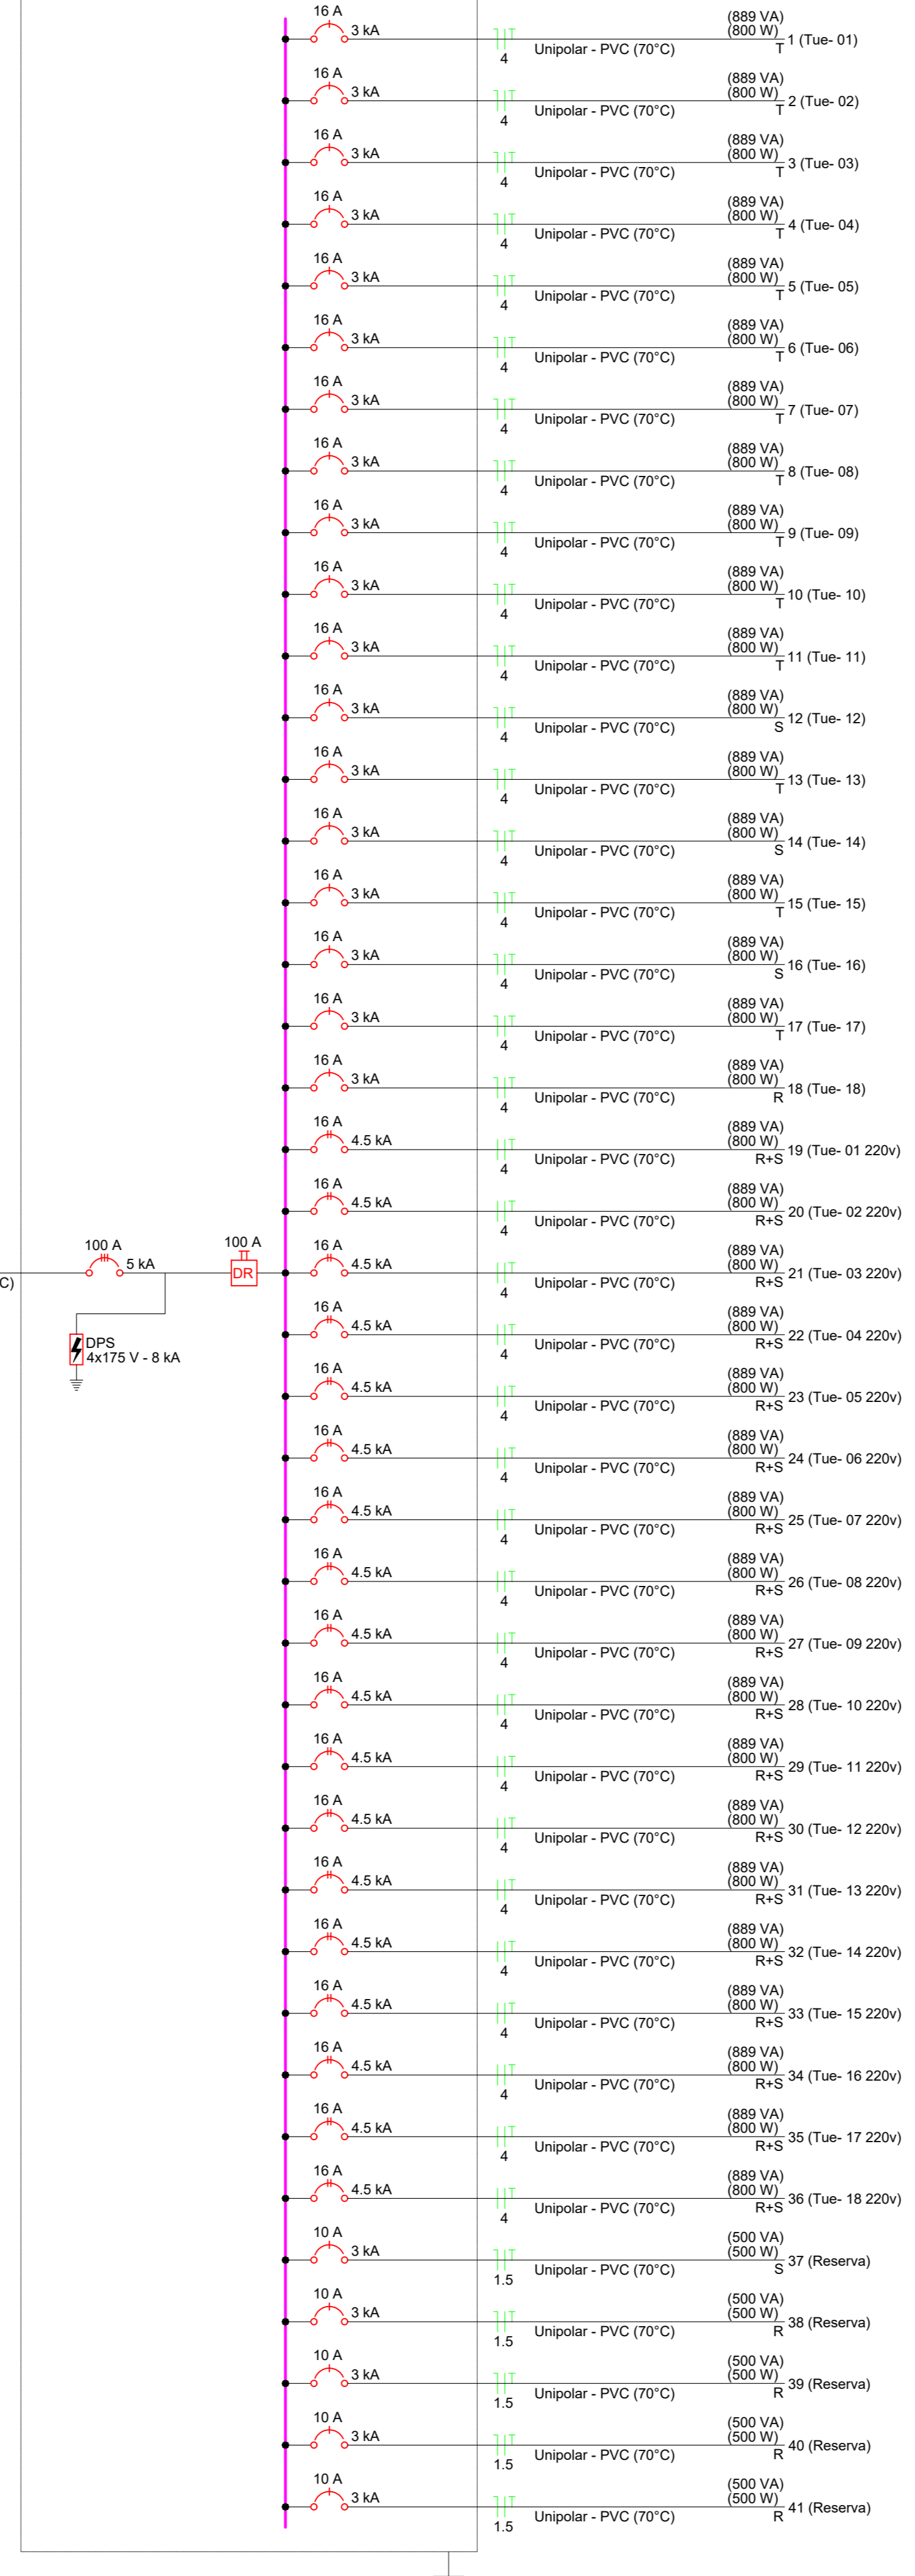 16 A
3 kA
4
Unipolar - PVC (70°C)
(889 VA)
(800 W)
T
1 (Tue- 01)
16 A
3 kA
4
Unipolar - PVC (70°C)
(889 VA)
(800 W)
T
2 (Tue- 02)
16 A
3 kA
4
Unipolar - PVC (70°C)
(889 VA)
(800 W)
T
3 (Tue- 03)
16 A
3 kA
4
Unipolar - PVC (70°C)
(889 VA)
(800 W)
T
4 (Tue- 04)
16 A
3 kA
4
Unipolar - PVC (70°C)
(889 VA)
(800 W)
T
5 (Tue- 05)
16 A
3 kA
4
Unipolar - PVC (70°C)
(889 VA)
(800 W)
T
6 (Tue- 06)
16 A
3 kA
4
Unipolar - PVC (70°C)
(889 VA)
(800 W)
T
7 (Tue- 07)
16 A
3 kA
4
Unipolar - PVC (70°C)
(889 VA)
(800 W)
T
8 (Tue- 08)
16 A
3 kA
4
Unipolar - PVC (70°C)
(889 VA)
(800 W)
T
9 (Tue- 09)
16 A
3 kA
4
Unipolar - PVC (70°C)
(889 VA)
(800 W)
T
10 (Tue- 10)
16 A
3 kA
4
Unipolar - PVC (70°C)
(889 VA)
(800 W)
T
11 (Tue- 11)
16 A
3 kA
4
Unipolar - PVC (70°C)
(889 VA)
(800 W)
S
12 (Tue- 12)
16 A
3 kA
4
Unipolar - PVC (70°C)
(889 VA)
(800 W)
T
13 (Tue- 13)
16 A
3 kA
4
Unipolar - PVC (70°C)
(889 VA)
(800 W)
S
14 (Tue- 14)
16 A
3 kA
4
Unipolar - PVC (70°C)
(889 VA)
(800 W)
T
15 (Tue- 15)
16 A
3 kA
4
Unipolar - PVC (70°C)
(889 VA)
(800 W)
S
16 (Tue- 16)
16 A
3 kA
4
Unipolar - PVC (70°C)
(889 VA)
(800 W)
T
17 (Tue- 17)
16 A
3 kA
4
Unipolar - PVC (70°C)
(889 VA)
(800 W)
R
18 (Tue- 18)
16 A
4.5 kA
4
Unipolar - PVC (70°C)
(889 VA)
(800 W)
R+S
19 (Tue- 01 220v)
16 A
4.5 kA
4
Unipolar - PVC (70°C)
(889 VA)
(800 W)
R+S
20 (Tue- 02 220v)
C)
100 A
5 kA
DPS
4x175 V - 8 kA
100 A
DR
16 A
4.5 kA
4
Unipolar - PVC (70°C)
(889 VA)
(800 W)
R+S
21 (Tue- 03 220v)
16 A
4.5 kA
4
Unipolar - PVC (70°C)
(889 VA)
(800 W)
R+S
22 (Tue- 04 220v)
16 A
4.5 kA
4
Unipolar - PVC (70°C)
(889 VA)
(800 W)
R+S
23 (Tue- 05 220v)
16 A
4.5 kA
4
Unipolar - PVC (70°C)
(889 VA)
(800 W)
R+S
24 (Tue- 06 220v)
16 A
4.5 kA
4
Unipolar - PVC (70°C)
(889 VA)
(800 W)
R+S
25 (Tue- 07 220v)
16 A
4.5 kA
4
Unipolar - PVC (70°C)
(889 VA)
(800 W)
R+S
26 (Tue- 08 220v)
16 A
4.5 kA
4
Unipolar - PVC (70°C)
(889 VA)
(800 W)
R+S
27 (Tue- 09 220v)
16 A
4.5 kA
4
Unipolar - PVC (70°C)
(889 VA)
(800 W)
R+S
28 (Tue- 10 220v)
16 A
4.5 kA
4
Unipolar - PVC (70°C)
(889 VA)
(800 W)
R+S
29 (Tue- 11 220v)
16 A
4.5 kA
4
Unipolar - PVC (70°C)
(889 VA)
(800 W)
R+S
30 (Tue- 12 220v)
16 A
4.5 kA
4
Unipolar - PVC (70°C)
(889 VA)
(800 W)
R+S
31 (Tue- 13 220v)
16 A
4.5 kA
4
Unipolar - PVC (70°C)
(889 VA)
(800 W)
R+S
32 (Tue- 14 220v)
16 A
4.5 kA
4
Unipolar - PVC (70°C)
(889 VA)
(800 W)
R+S
33 (Tue- 15 220v)
16 A
4.5 kA
4
Unipolar - PVC (70°C)
(889 VA)
(800 W)
R+S
34 (Tue- 16 220v)
16 A
4.5 kA
4
Unipolar - PVC (70°C)
(889 VA)
(800 W)
R+S
35 (Tue- 17 220v)
16 A
4.5 kA
4
Unipolar - PVC (70°C)
(889 VA)
(800 W)
R+S
36 (Tue- 18 220v)
10 A
3 kA
1.5
Unipolar - PVC (70°C)
(500 VA)
(500 W)
S
37 (Reserva)
10 A
3 kA
1.5
Unipolar - PVC (70°C)
(500 VA)
(500 W)
R
38 (Reserva)
10 A
3 kA
1.5
Unipolar - PVC (70°C)
(500 VA)
(500 W)
R
39 (Reserva)
10 A
3 kA
1.5
Unipolar - PVC (70°C)
(500 VA)
(500 W)
R
40 (Reserva)
10 A
3 kA
1.5
Unipolar - PVC (70°C)
(500 VA)
(500 W)
R
41 (Reserva)